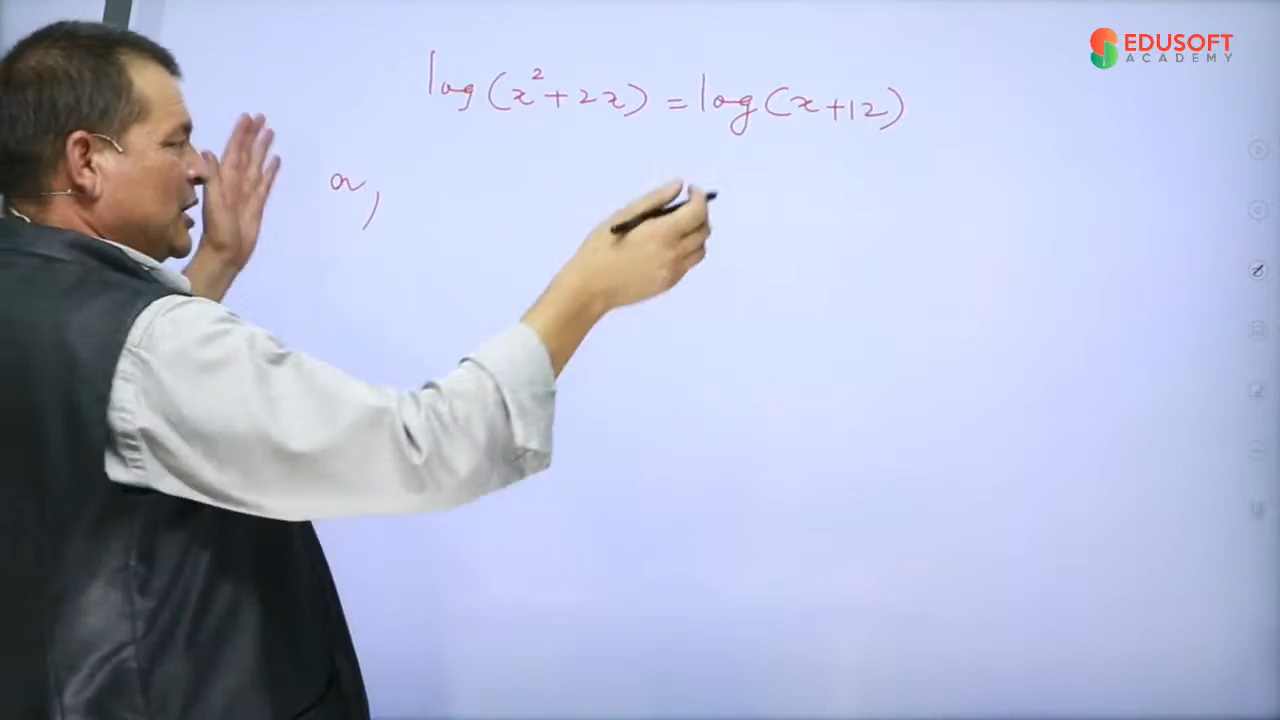 EDUSOFT
ACADEMY
log(x²+2x) = log(x+12)
or,